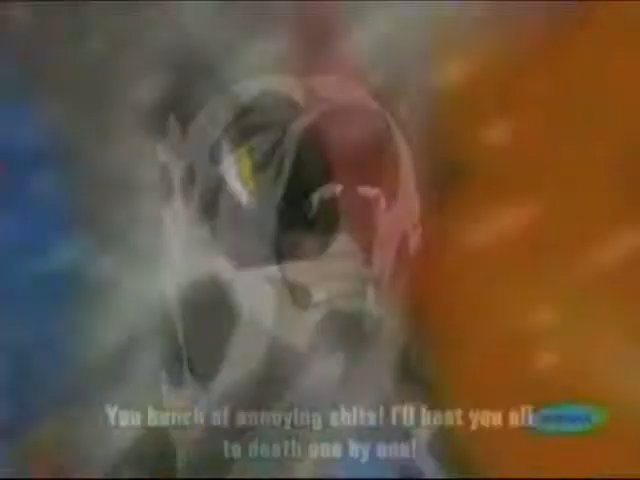 You bunch of annoying shits! I'll beat you all
to death one by one!